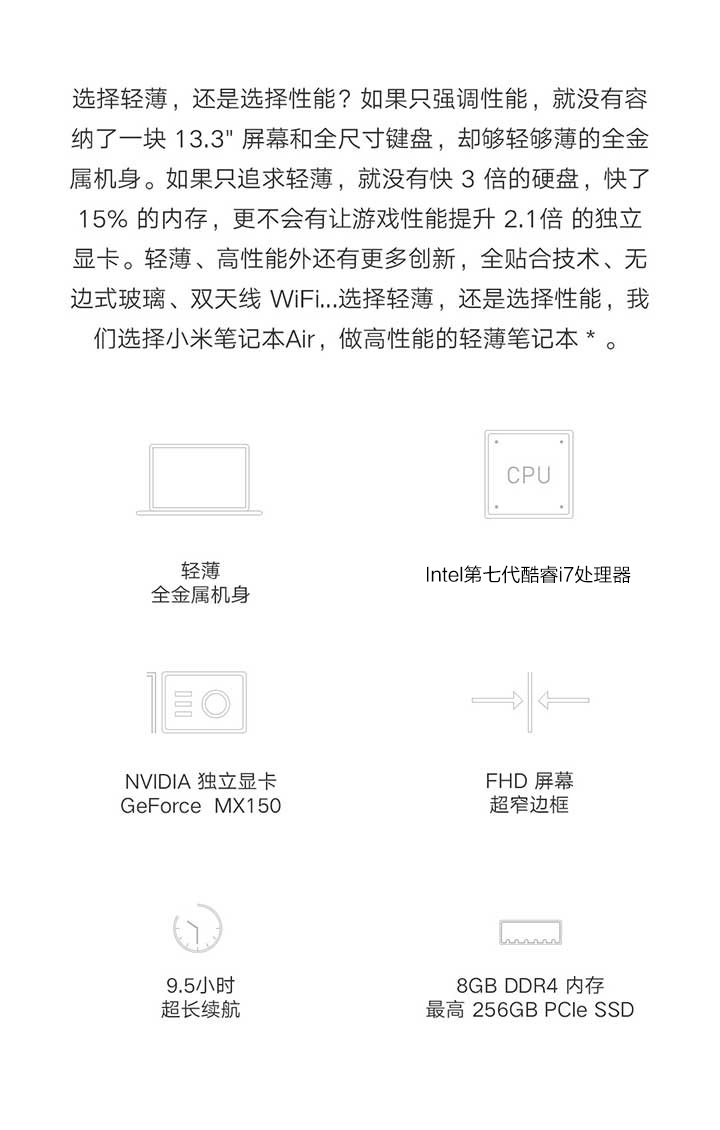 选择轻薄，还是选择性能？如果只强调性能，就没有容
纳了一块 13.3" 屏幕和全尺寸键盘，却够轻够薄的全金
属机身。如果只追求轻薄，就没有快 3 倍的硬盘，快了
15% 的内存，更不会有让游戏性能提升 2.1倍 的独立
显卡。轻薄、高性能外还有更多创新，全贴合技术、无
边式玻璃、双天线 WiFi...选择轻薄，还是选择性能，我
们选择小米笔记本Air，做高性能的轻薄笔记本 * 。
CPU
轻薄
全金属机身
Intel第七代酷睿i7处理器
NVIDIA 独立显卡
GeForce  MX150
FHD 屏幕
超窄边框
9.5小时
超长续航
8GB DDR4 内存
最高 256GB PCIe SSD